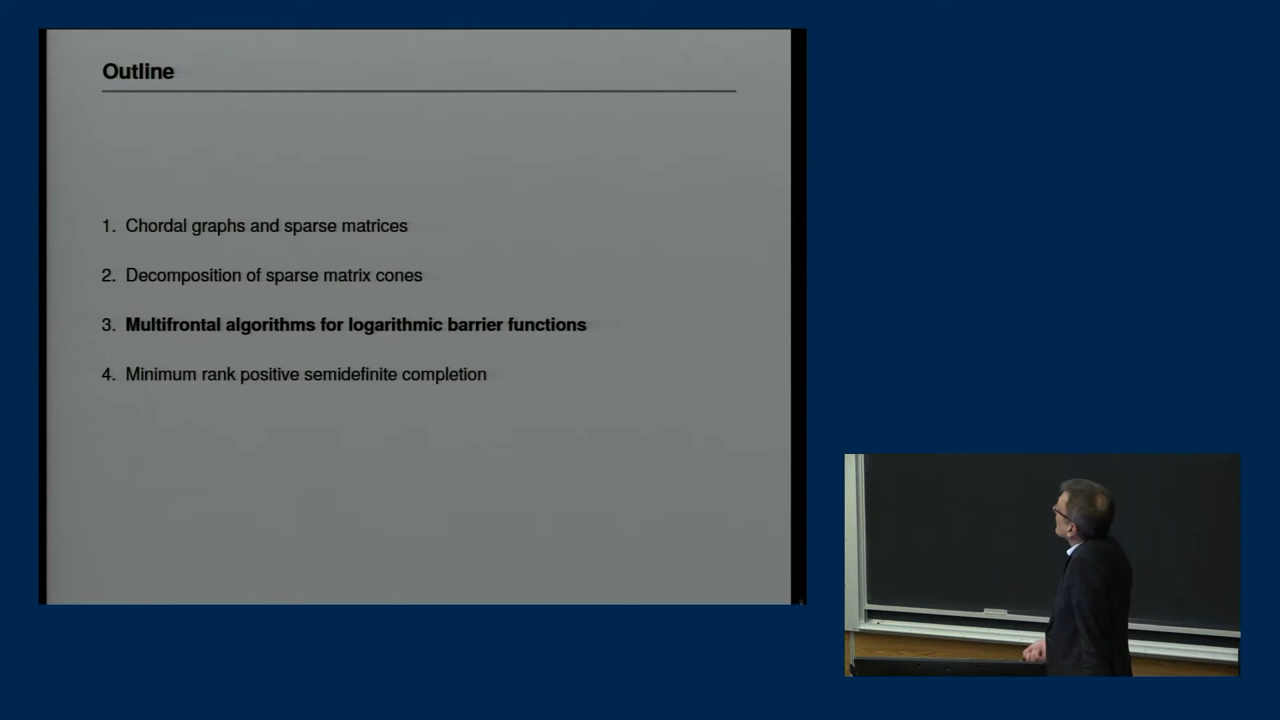 Outline
1. Chordal graphs and sparse matrices
2. Decomposition of sparse matrix cones
3. Multifrontal algorithms for logarithmic barrier functions
4. Minimum rank positive semidefinite completion